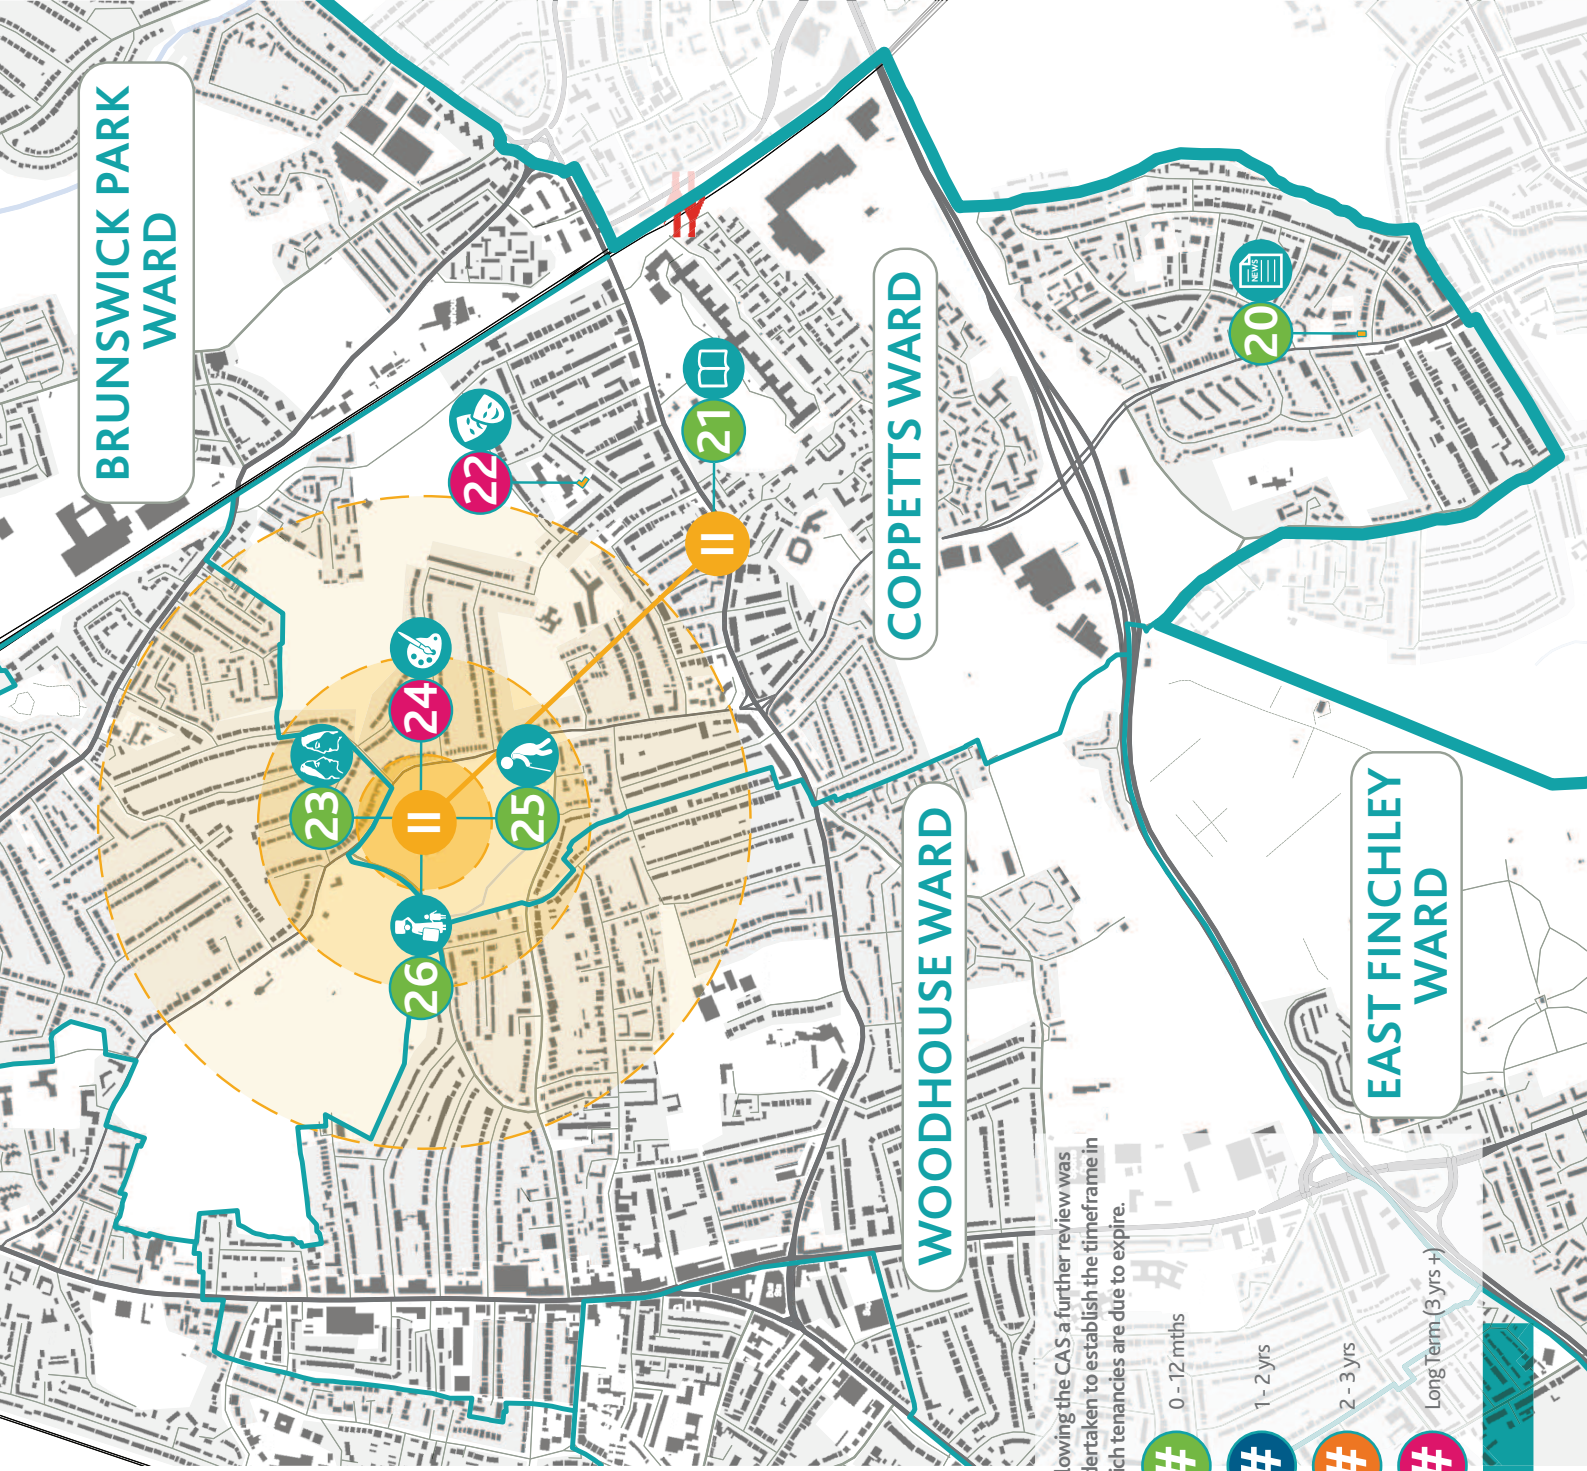 BRUNSWICK PARK
WARD
22
21
20
NEWS
COPPETTS WARD
24
23
25
26
WOODHOUSE WARD
EAST FINCHLEY
WARD
lowing the CAS a further review was
dertaken to establish the timeframe in
ich tenancies are due to expire.
# 0 - 12 mths
# 1 - 2 yrs
# 2 - 3 yrs
# Long Term (3 yrs +)